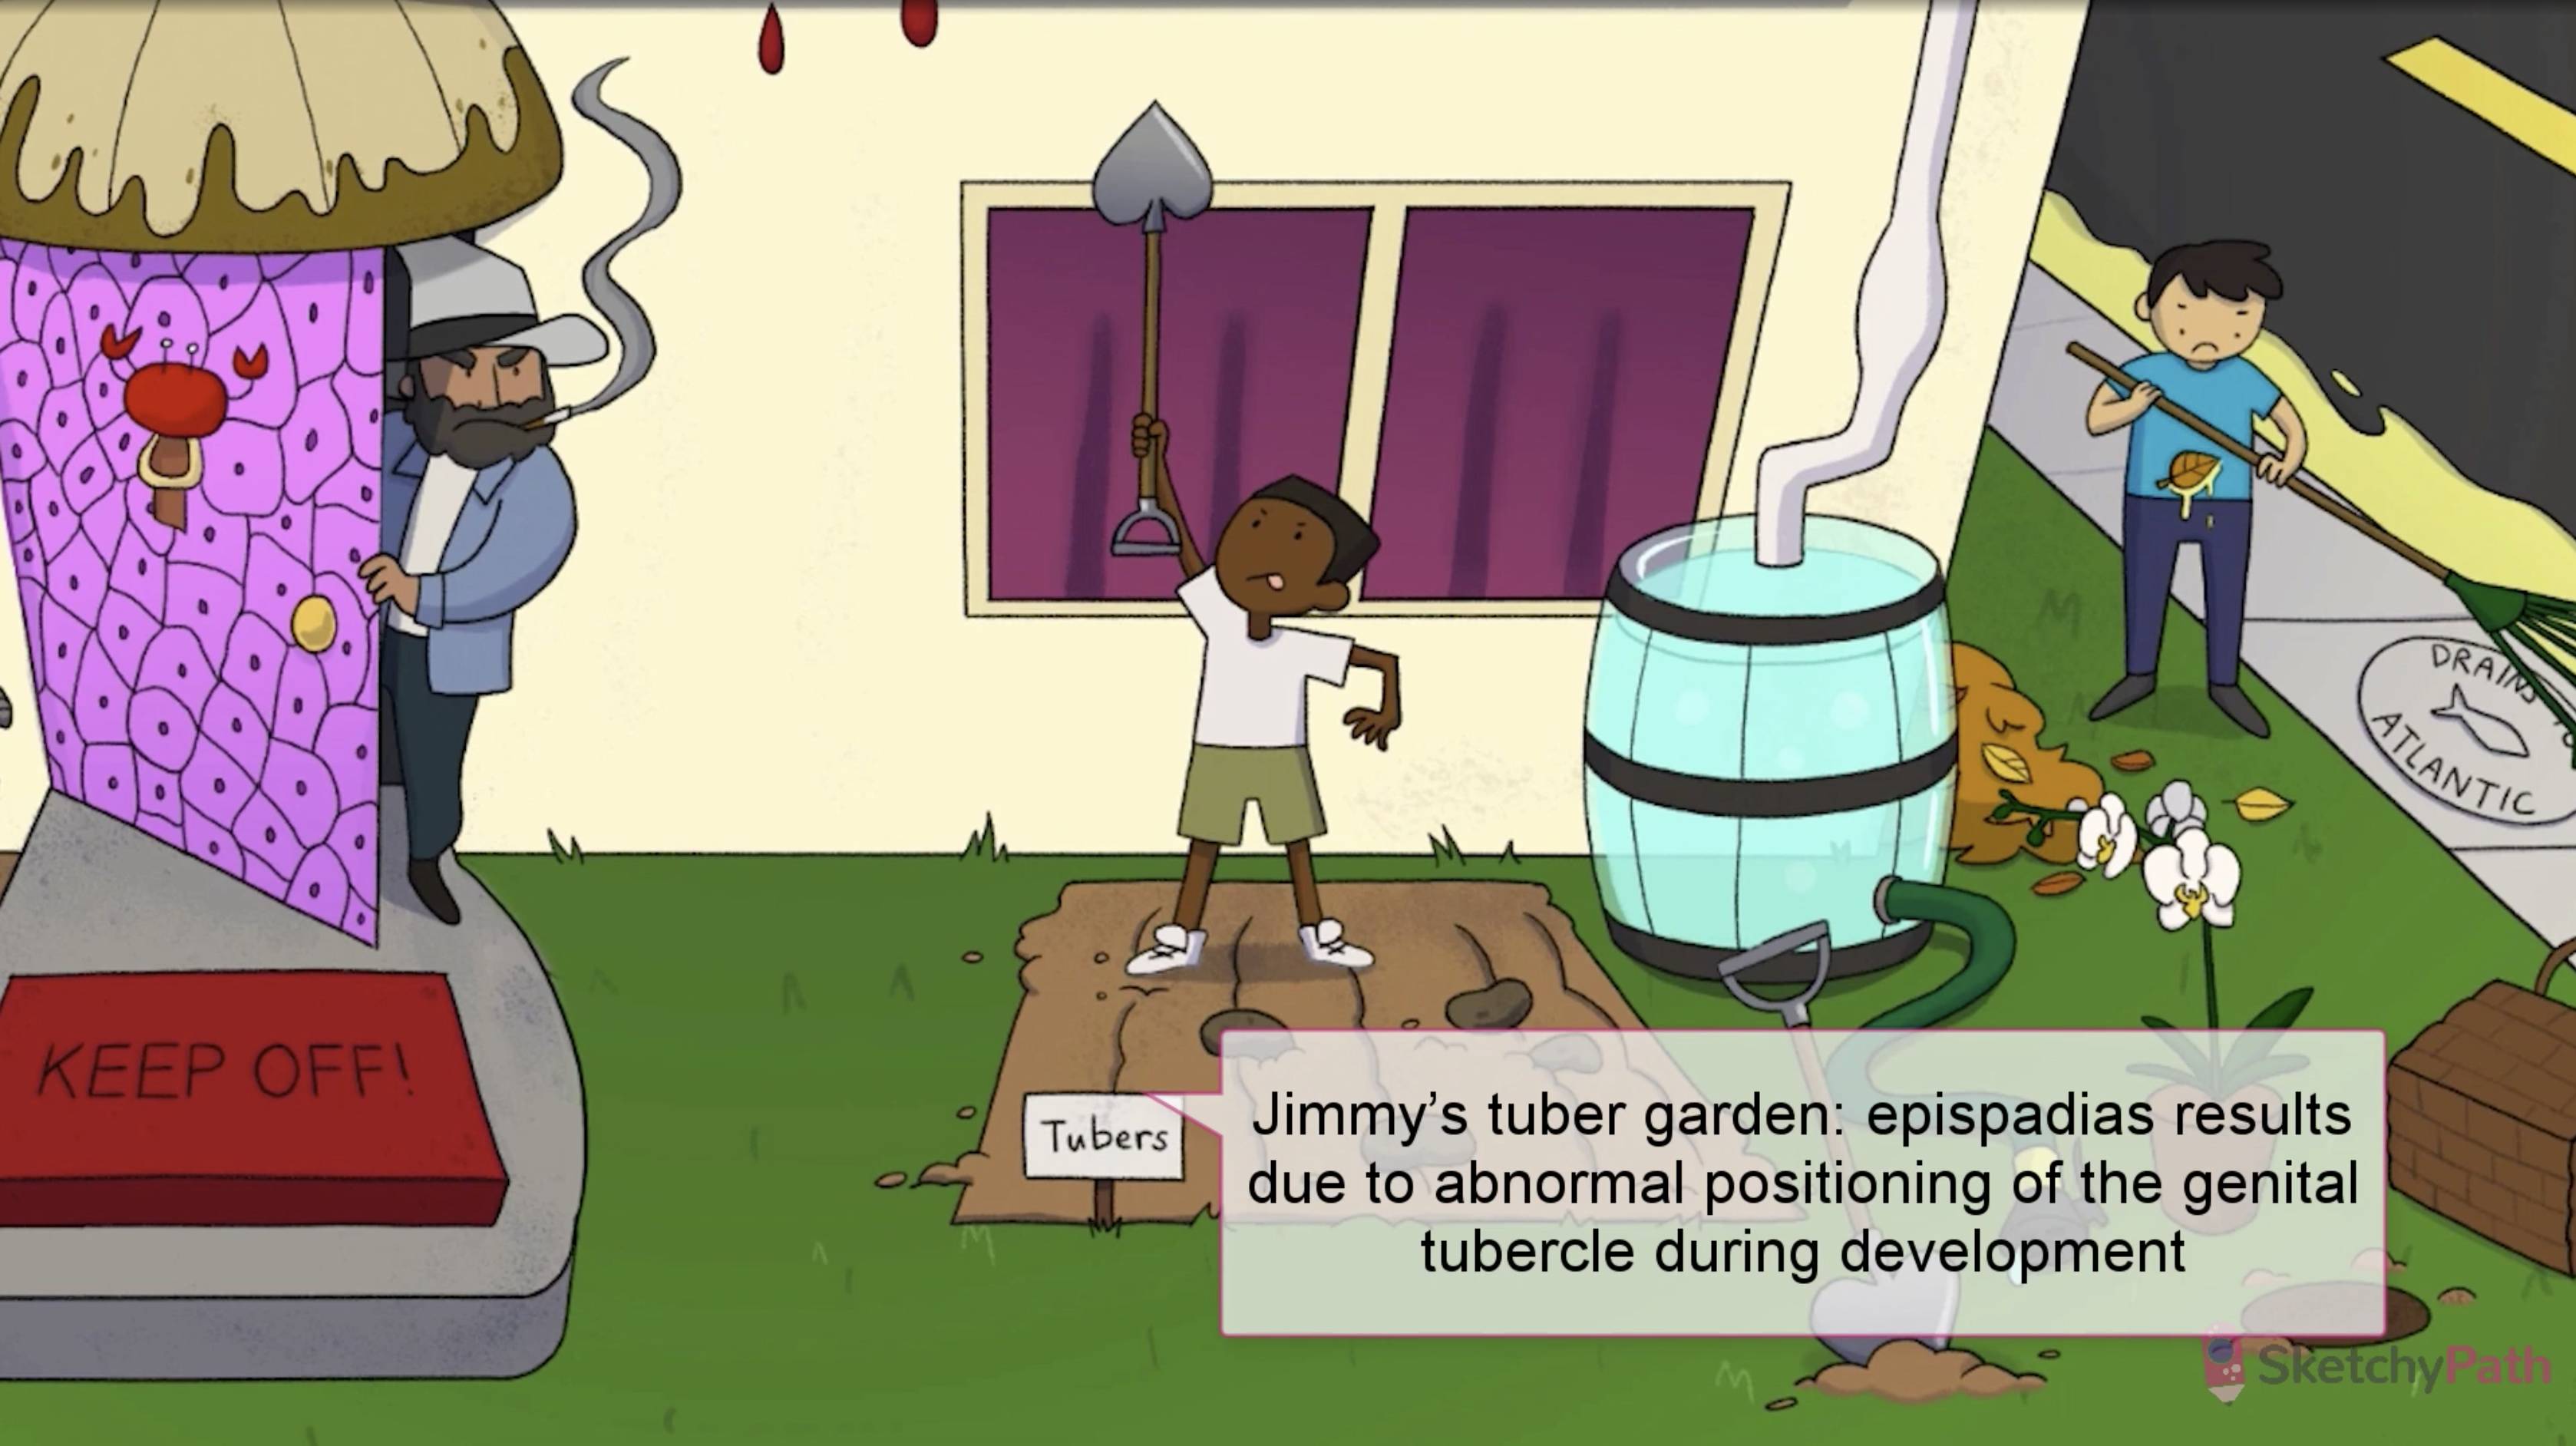 DRAINS
ATLANTIC
KEEP OFF!
Tubers
Jimmy's tuber garden: epispadias results
due to abnormal positioning of the genital
tubercle during development
SketchyPath